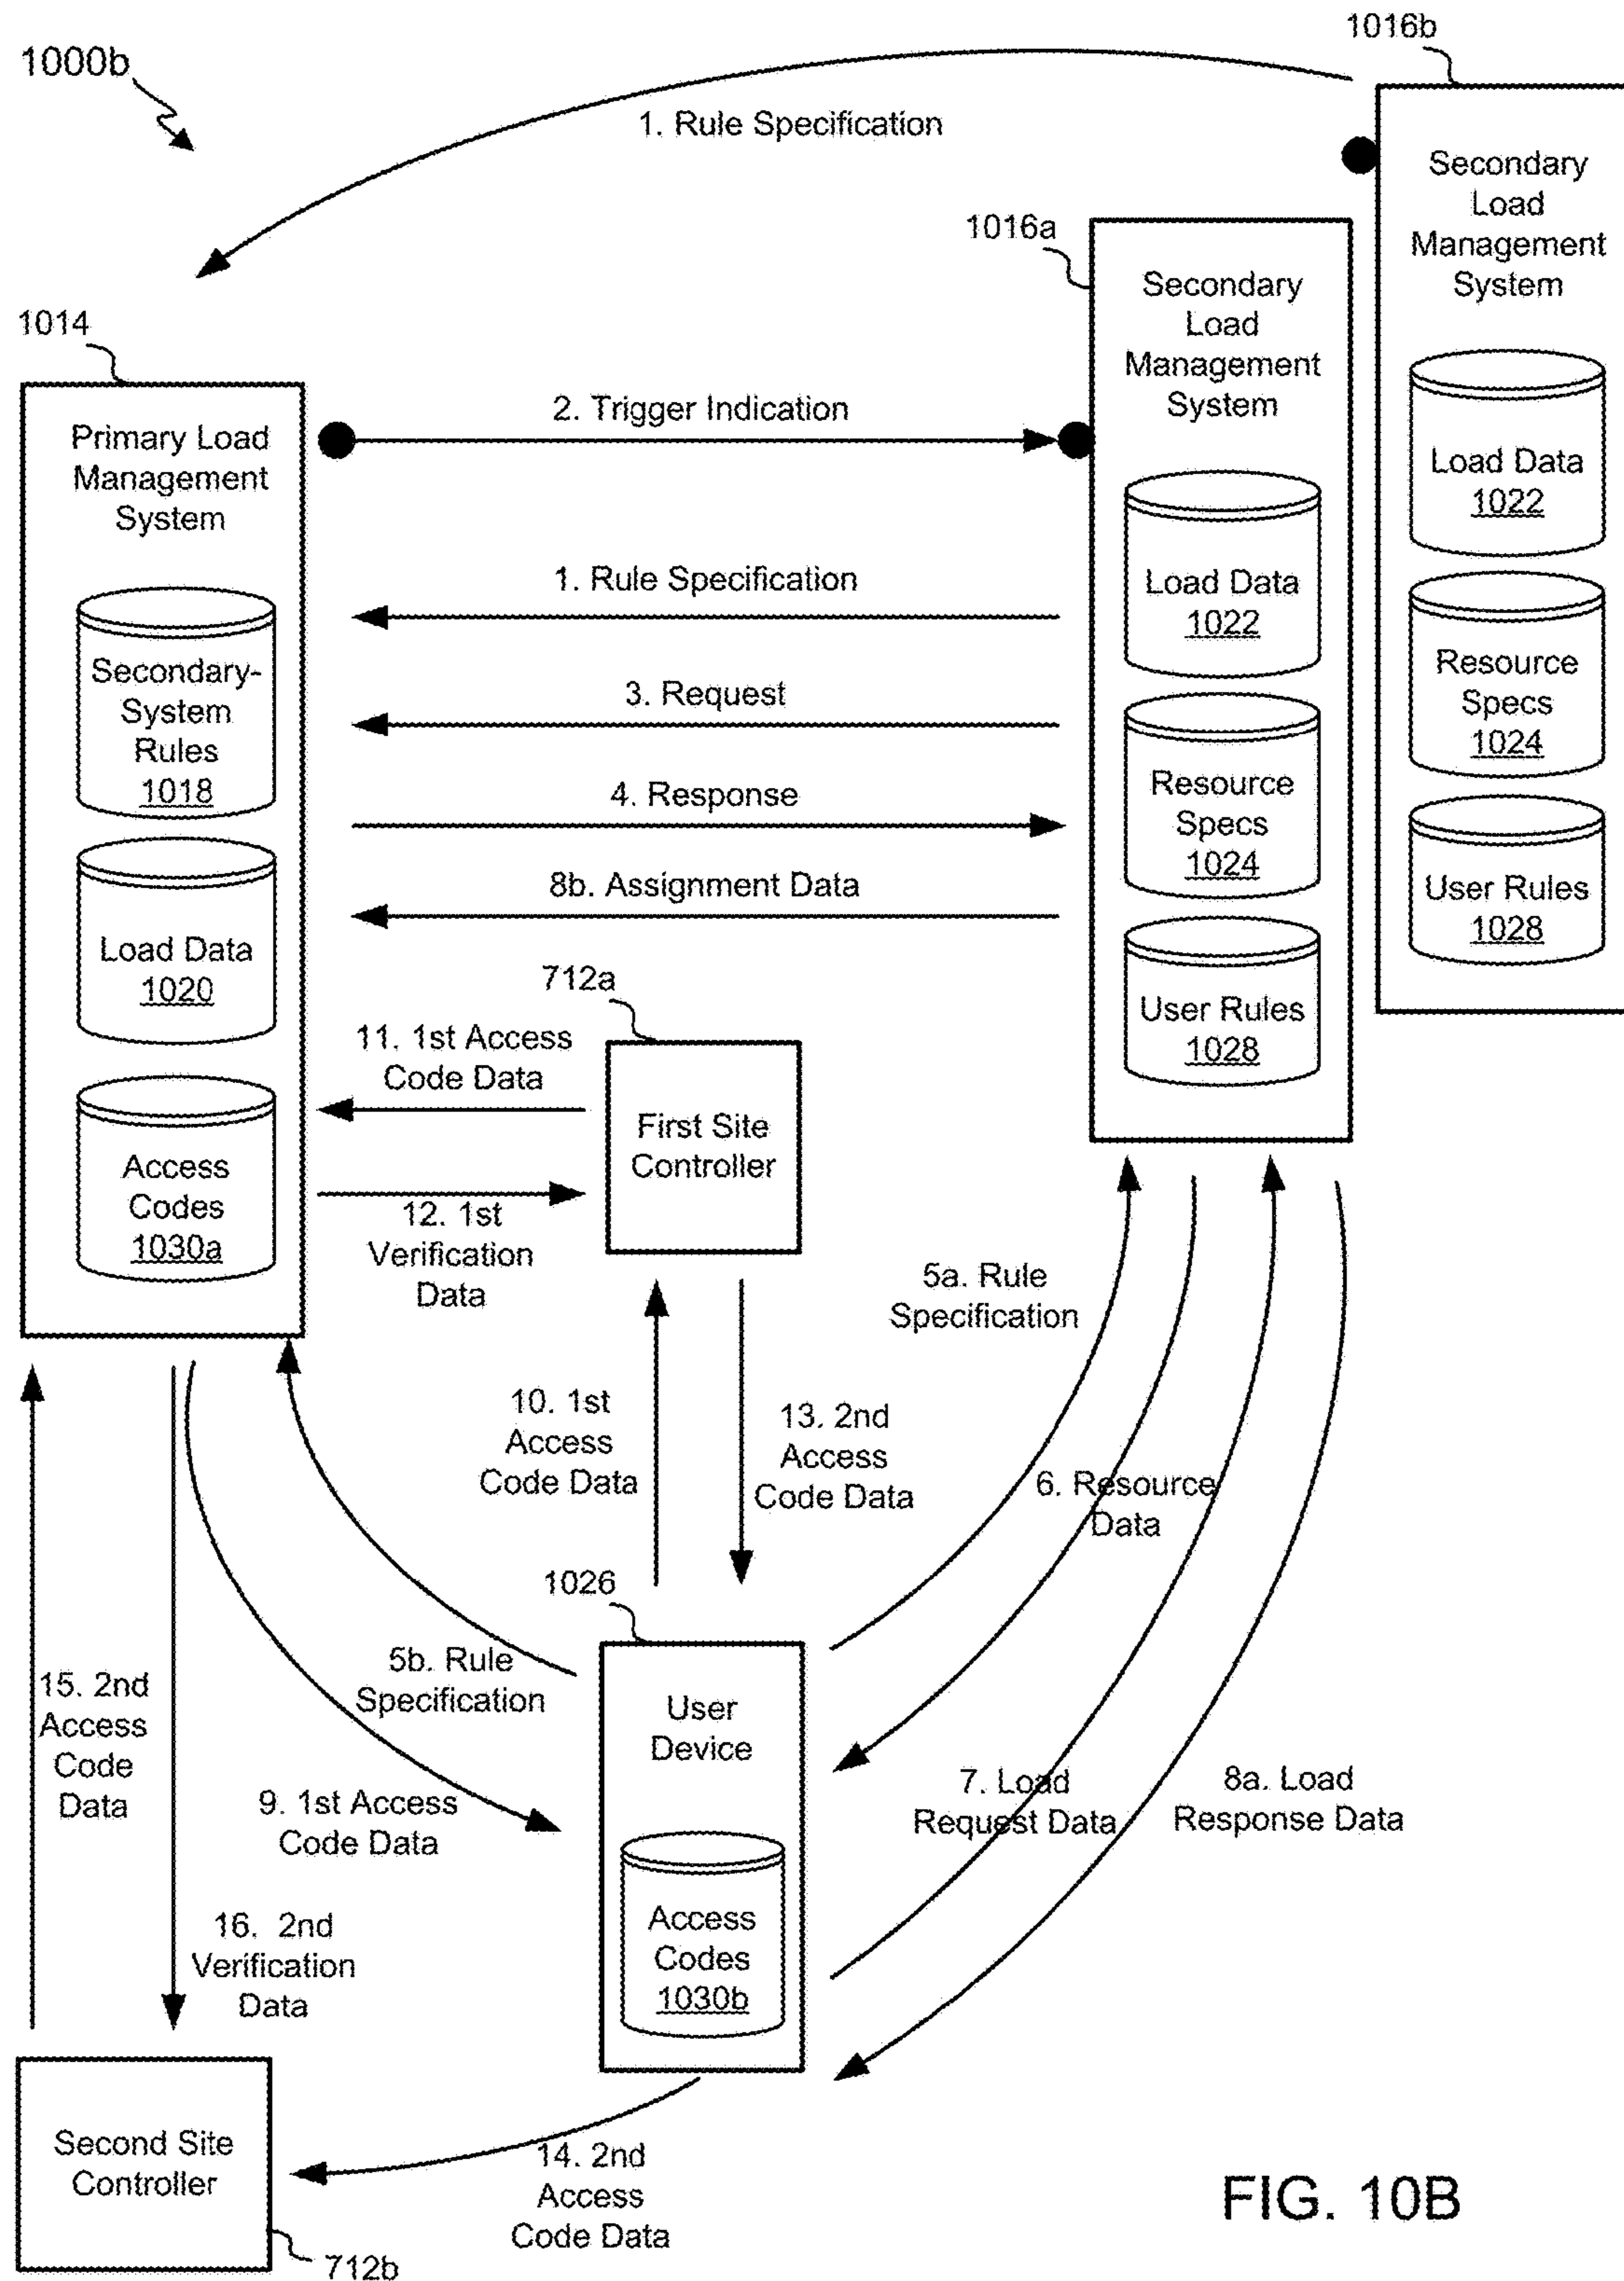 1000b
1016b
1. Rule Specification
Secondary
Load
Management
System
Load Data
1022
Resource
Specs
1024
User Rules
1028
1016a
Secondary
Load
Management
System
Load Data
1022
Resource
Specs
1024
User Rules
1028
1014
Primary Load
Management
System
Secondary-
System
Rules
1018
Load Data
1020
Access
Codes
1030a
2. Trigger Indication
1. Rule Specification
3. Request
4. Response
8b. Assignment Data
712a
11. 1st Access
Code Data
First Site
Controller
12. 1st
Verification
Data
5a. Rule
Specification
10. 1st
Access
Code Data
13. 2nd
Access
Code Data
6. Resource
Data
1026
5b. Rule
Specification
User
Device
Access
Codes
1030b
15. 2nd
Access
Code
Data
9. 1st Access
Code Data
7. Load
Request Data
8a. Load
Response Data
16. 2nd
Verification
Data
Second Site
Controller
712b
14. 2nd
Access
Code Data
FIG. 10B